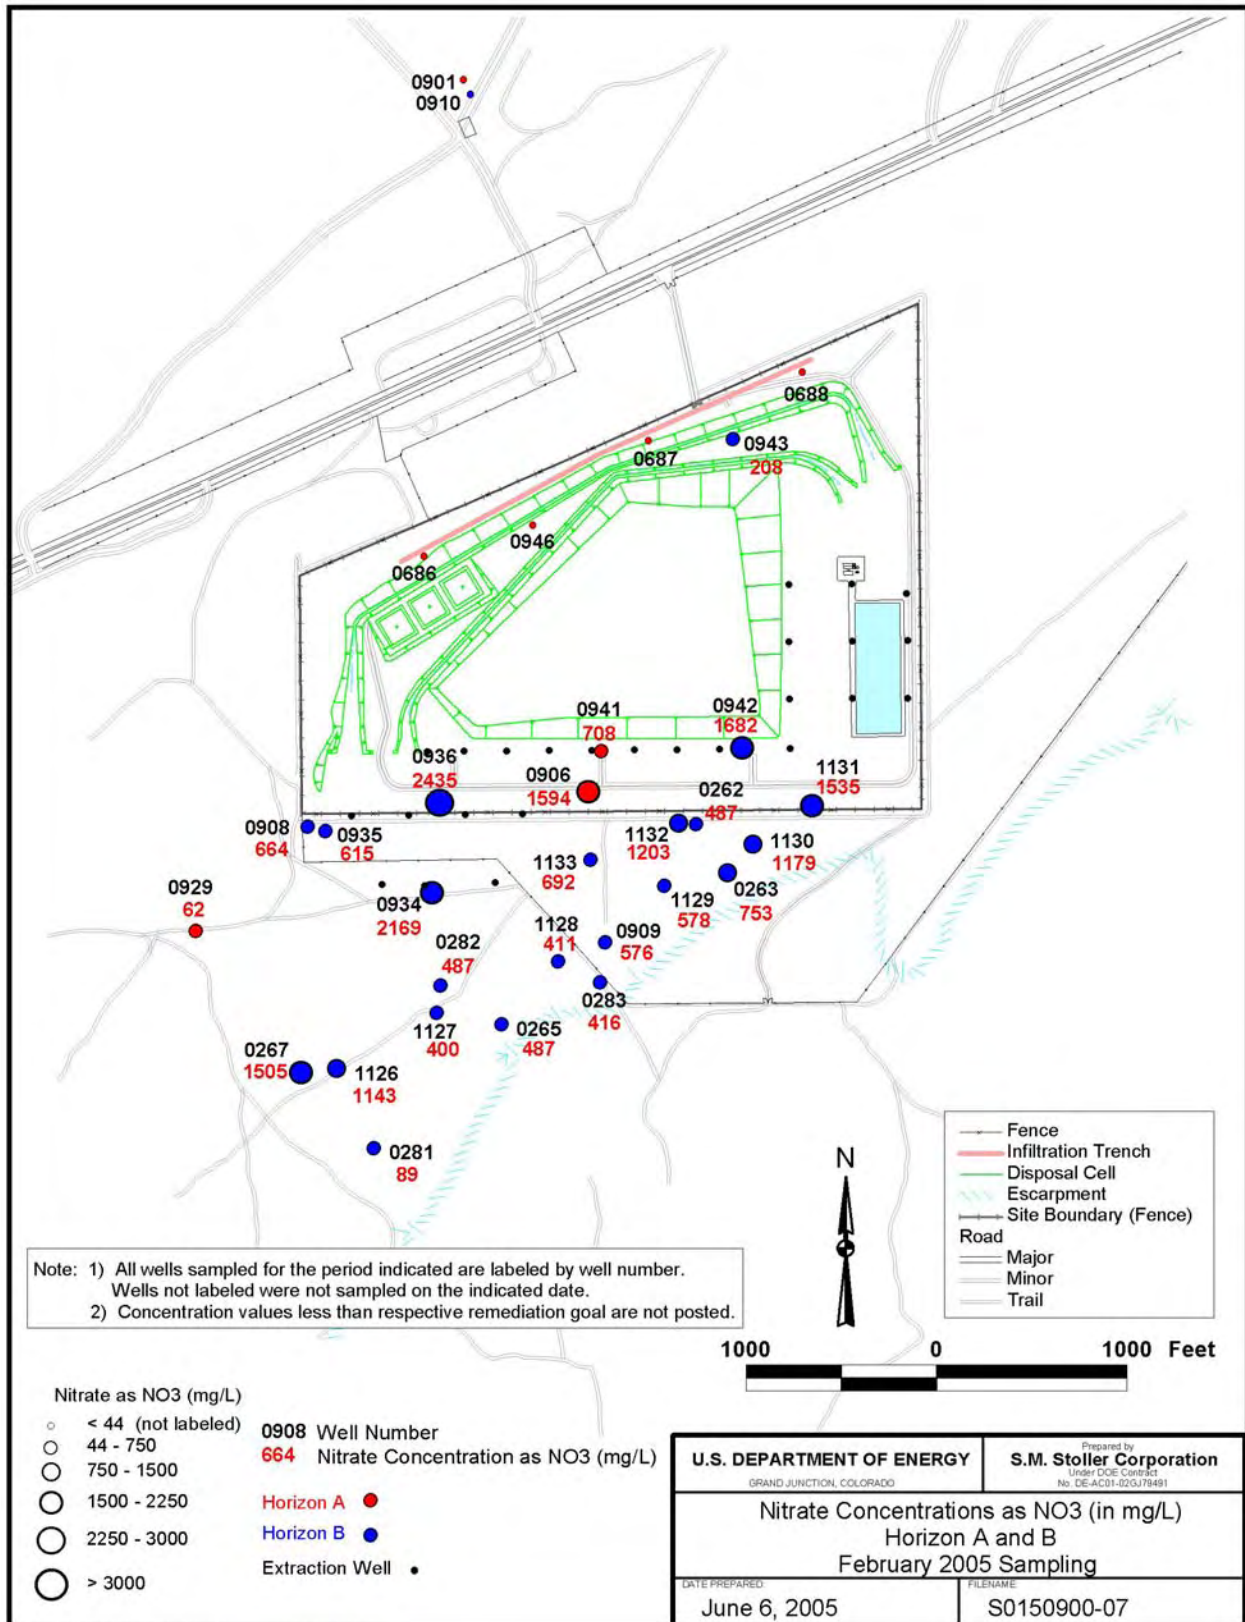 0901
0910
0688
0943
208
0687
0946
0686
0941
708
0942
1682
0936
2435
0906
1594
1131
1535
0262
487
0908
664
0935
615
1132
1203
1130
1179
1133
692
0263
753
1129
578
0929
62
0934
2169
1128
411
0909
576
0282
487
0283
416
1127
400
0265
487
0267
1505
1126
1143
0281
89
Fence
Infiltration Trench
Disposal Cell
Escarpment
Site Boundary (Fence)
Road
Major
Minor
Trail
N
Note: 1) All wells sampled for the period indicated are labeled by well number.
Wells not labeled were not sampled on the indicated date.
2) Concentration values less than respective remediation goal are not posted.
1000 0 1000 Feet
Nitrate as NO3 (mg/L)
< 44 (not labeled)
44 - 750
750 - 1500
1500 - 2250
2250 - 3000
> 3000
0908 Well Number
664 Nitrate Concentration as NO3 (mg/L)
Horizon A
Horizon B
Extraction Well
U.S. DEPARTMENT OF ENERGY
GRAND JUNCTION, COLORADO
Prepared by
S.M. Stoller Corporation
Under DOE Contract
No. DE-AC01-02GJ79491
Nitrate Concentrations as NO3 (in mg/L)
Horizon A and B
February 2005 Sampling
DATE PREPARED:
June 6, 2005
FILENAME:
S0150900-07